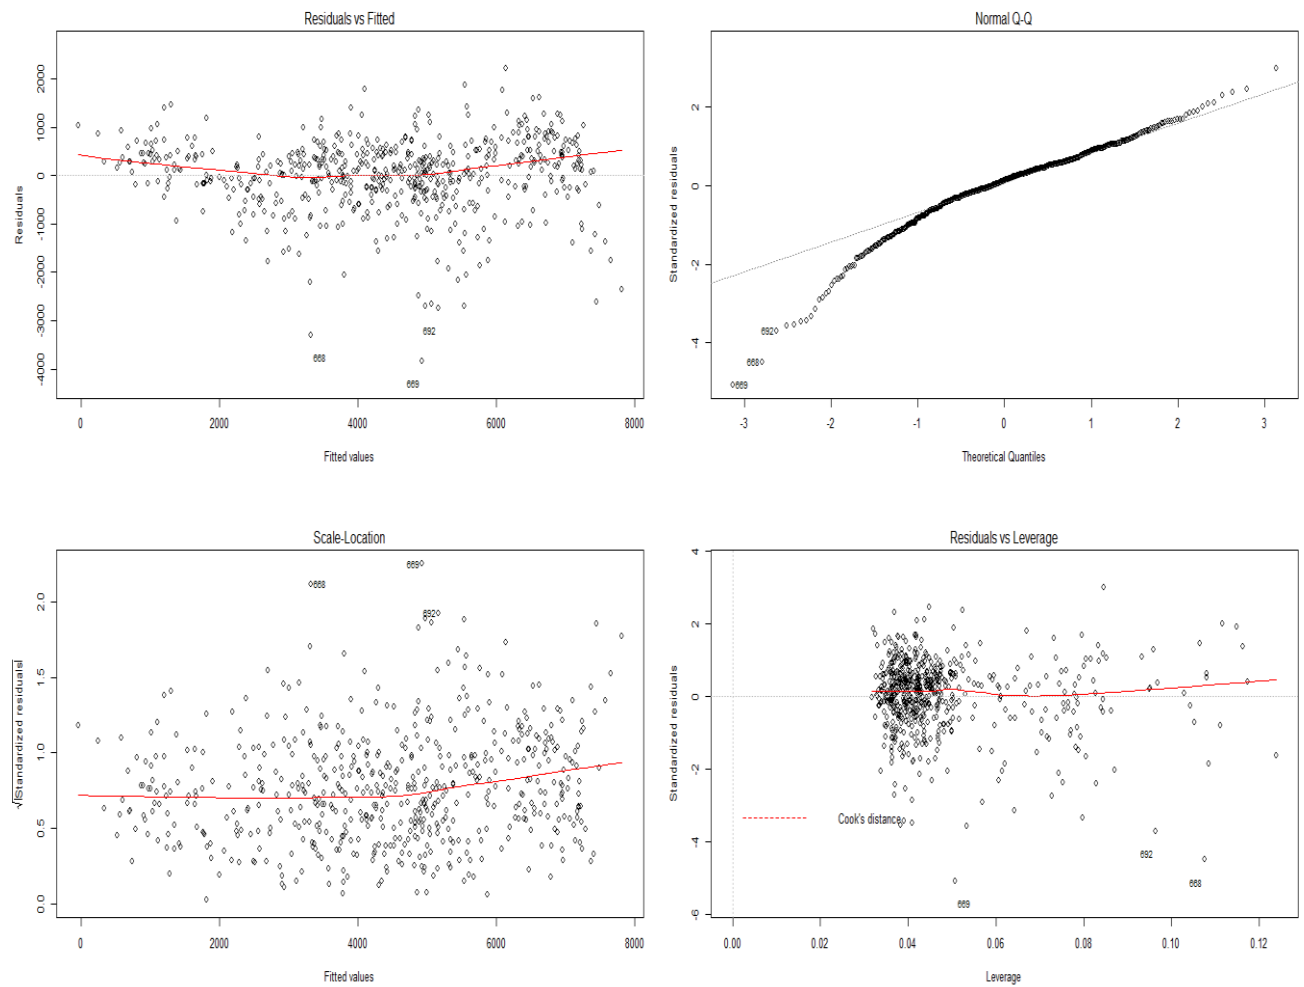 Residuals vs Fitted
Residuals
-4000 -3000 -2000 -1000 0 1000 2000
692
668
669
0 2000 4000 6000 8000
Fitted values
Normal Q-Q
Standardized residuals
-4 -2 0 2
692
668
669
-3 -2 -1 0 1 2 3
Theoretical Quantiles
Scale-Location
√|Standardized residuals|
0.0 0.5 1.0 1.5 2.0
669
668
692
0 2000 4000 6000 8000
Fitted values
Residuals vs Leverage
Standardized residuals
-6 -4 -2 0 2 4
Cook's distance
692
668
669
0.00 0.02 0.04 0.06 0.08 0.10 0.12
Leverage